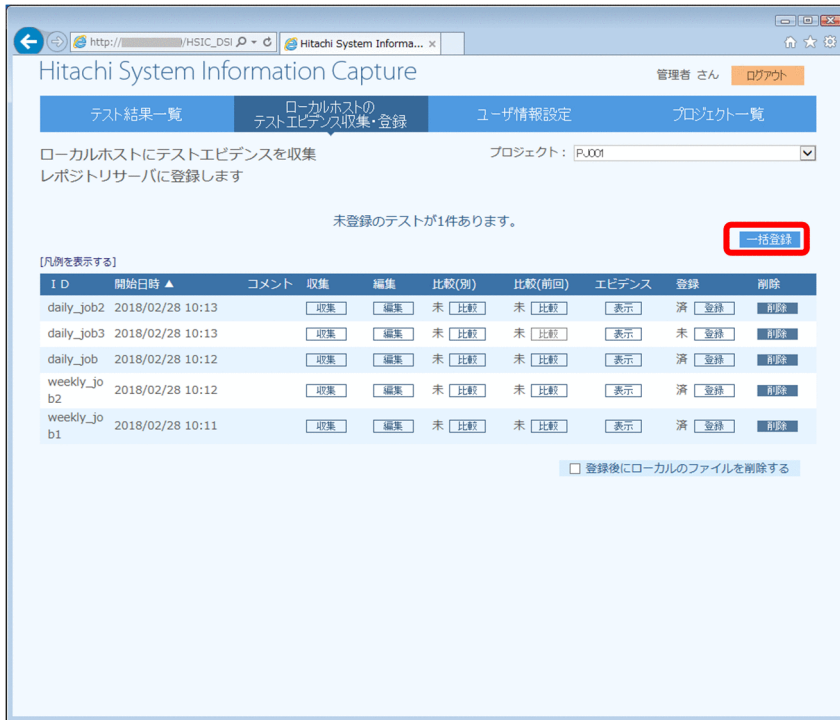 http:// /HSIC_DSI
Hitachi System Informa... ×
Hitachi System Information Capture
管理者 さん
ログアウト
テスト結果一覧
ローカルホストの
テストエビデンス収集・登録
ユーザ情報設定
プロジェクト一覧
ローカルホストにテストエビデンスを収集
レポジトリサーバに登録します
プロジェクト： PJ001
未登録のテストが1件あります。
一括登録
[凡例を表示する]
ＩＤ 開始日時 ▲ コメント 収集 編集 比較(別) 比較(前回) エビデンス 登録 削除
daily_job2 2018/02/28 10:13 収集 編集 未 比較 未 比較 表示 済 登録 削除
daily_job3 2018/02/28 10:13 収集 編集 未 比較 未 比較 表示 未 登録 削除
daily_job 2018/02/28 10:12 収集 編集 未 比較 未 比較 表示 済 登録 削除
weekly_jo
b2 2018/02/28 10:12 収集 編集 未 比較 未 比較 表示 済 登録 削除
weekly_jo
b1 2018/02/28 10:11 収集 編集 未 比較 未 比較 表示 済 登録 削除
登録後にローカルのファイルを削除する